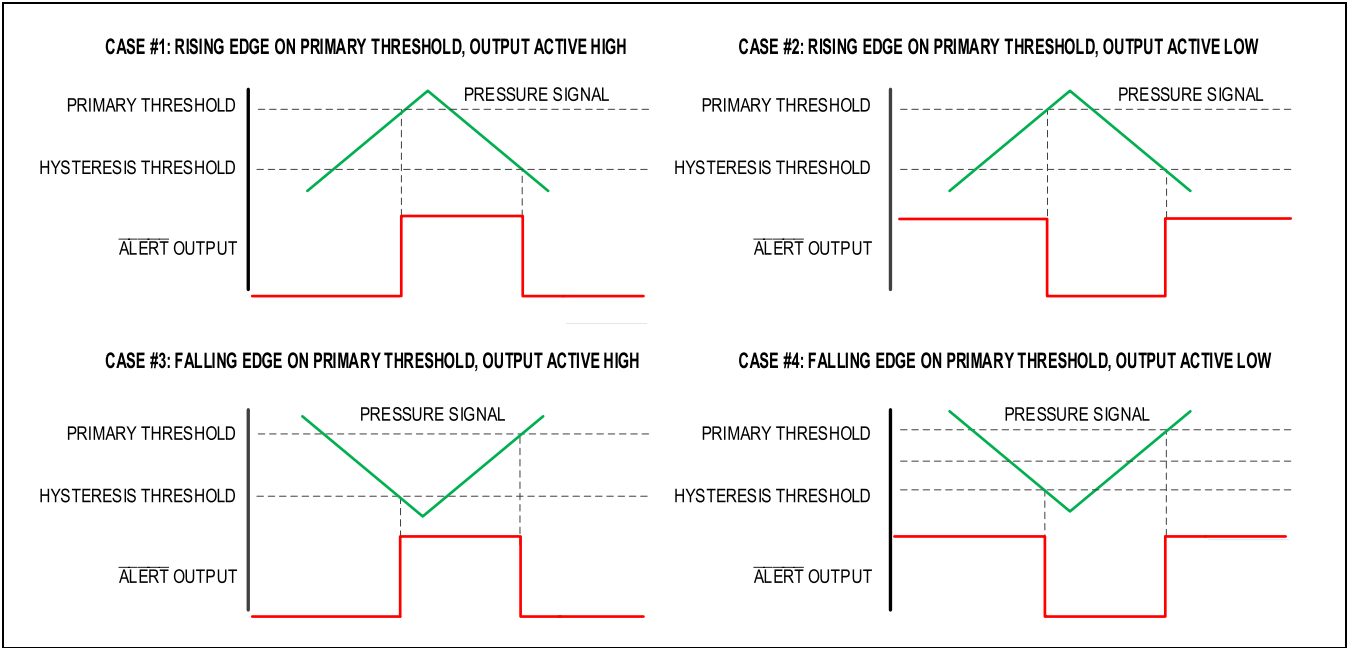 CASE #1: RISING EDGE ON PRIMARY THRESHOLD, OUTPUT ACTIVE HIGH
PRIMARY THRESHOLD
PRESSURE SIGNAL
HYSTERESIS THRESHOLD
ALERT OUTPUT
CASE #2: RISING EDGE ON PRIMARY THRESHOLD, OUTPUT ACTIVE LOW
PRIMARY THRESHOLD
PRESSURE SIGNAL
HYSTERESIS THRESHOLD
ALERT OUTPUT
CASE #3: FALLING EDGE ON PRIMARY THRESHOLD, OUTPUT ACTIVE HIGH
PRESSURE SIGNAL
PRIMARY THRESHOLD
HYSTERESIS THRESHOLD
ALERT OUTPUT
CASE #4: FALLING EDGE ON PRIMARY THRESHOLD, OUTPUT ACTIVE LOW
PRESSURE SIGNAL
PRIMARY THRESHOLD
HYSTERESIS THRESHOLD
ALERT OUTPUT